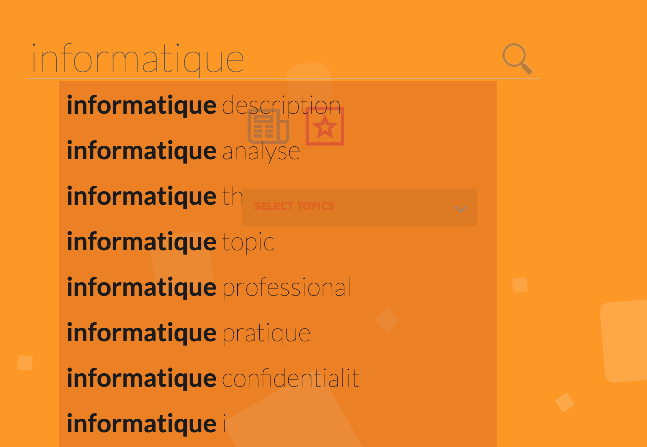 informatique
informatique description
informatique analyse
informatique th
SELECT TOPICS
informatique topic
informatique professional
informatique pratique
informatique confidentialit
informatique i